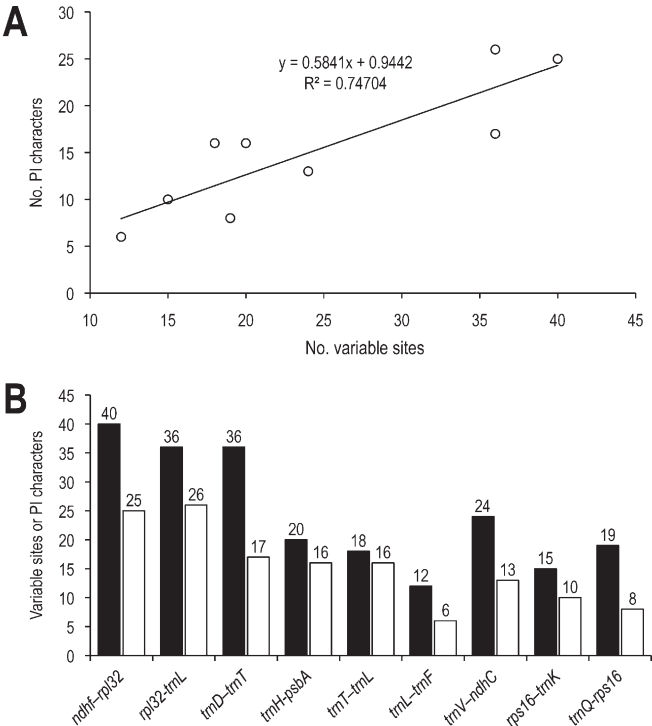 A
30
25
20
15
10
5
0
No. PI characters
y = 0.5841x + 0.9442
R² = 0.74704
10 15 20 25 30 35 40 45
No. variable sites
B
45
40
35
30
25
20
15
10
5
0
Variable sites or PI characters
40 25 36 26 36 17 20 16 18 16 12 6 24 13 15 10 19 8
ndhf–rpl32
rpl32-trnL
trnD–trnT
trnH-psbA
trnT–trnL
trnL–trnF
trnV–ndhC
rps16–trnK
trnQ-rps16